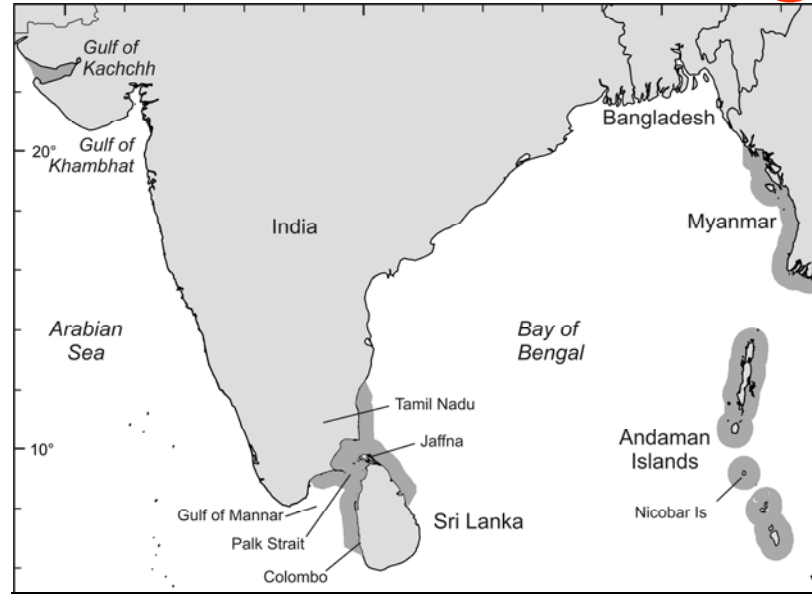 Gulf of
Kachchh
Bangladesh
Gulf of
Khambhat
20°
Myanmar
India
Arabian
Sea
Bay of
Bengal
Tamil Nadu
Jaffna
Andaman
Islands
10°
Nicobar Is
Gulf of Mannar
Sri Lanka
Palk Strait
Colombo